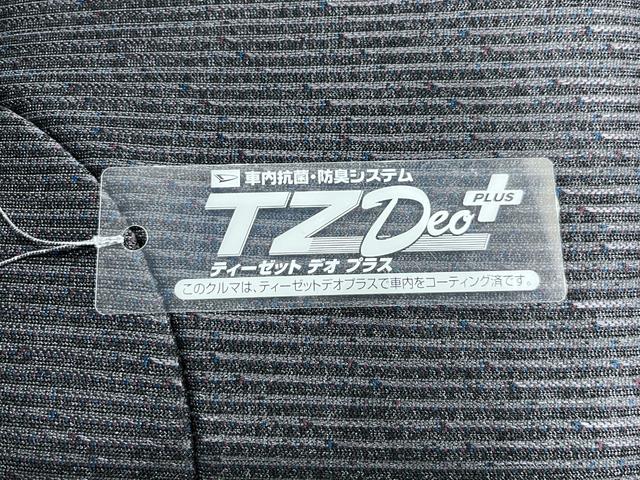 車内抗菌・防臭システム
TZ Deo PLUS
ティーゼット デオ プラス
このクルマは、ティーゼットデオプラスで車内をコーティング済です。